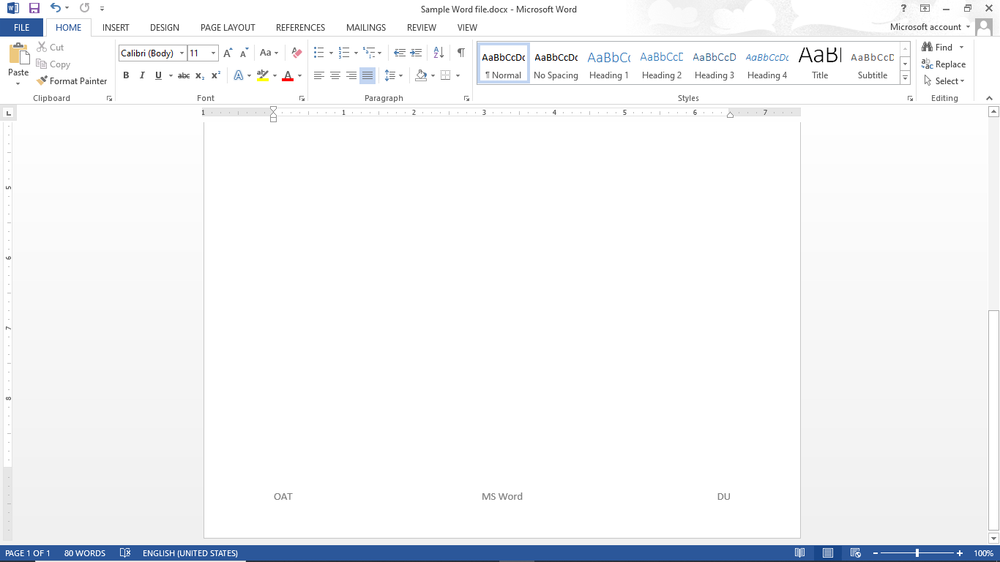 Sample Word file.docx - Microsoft Word
?
FILE HOME INSERT DESIGN PAGE LAYOUT REFERENCES MAILINGS REVIEW VIEW Microsoft account
Paste
Cut
Copy
Format Painter
Clipboard
Calibri (Body) 11
A A Aa
B I U abc x₂ x² A ab A
Font
A Z ¶
Paragraph
AaBbCcDc AaBbCcDc AaBbCc AaBbCcD AaBbCcD AaBbCcDc AaBb AaBbCcD
¶ Normal No Spacing Heading 1 Heading 2 Heading 3 Heading 4 Title Subtitle
Styles
Find
Replace
Select
Editing
L 1 1 2 3 4 5 6 7
5
6
7
8
OAT MS Word DU
PAGE 1 OF 1 80 WORDS ENGLISH (UNITED STATES) 100%